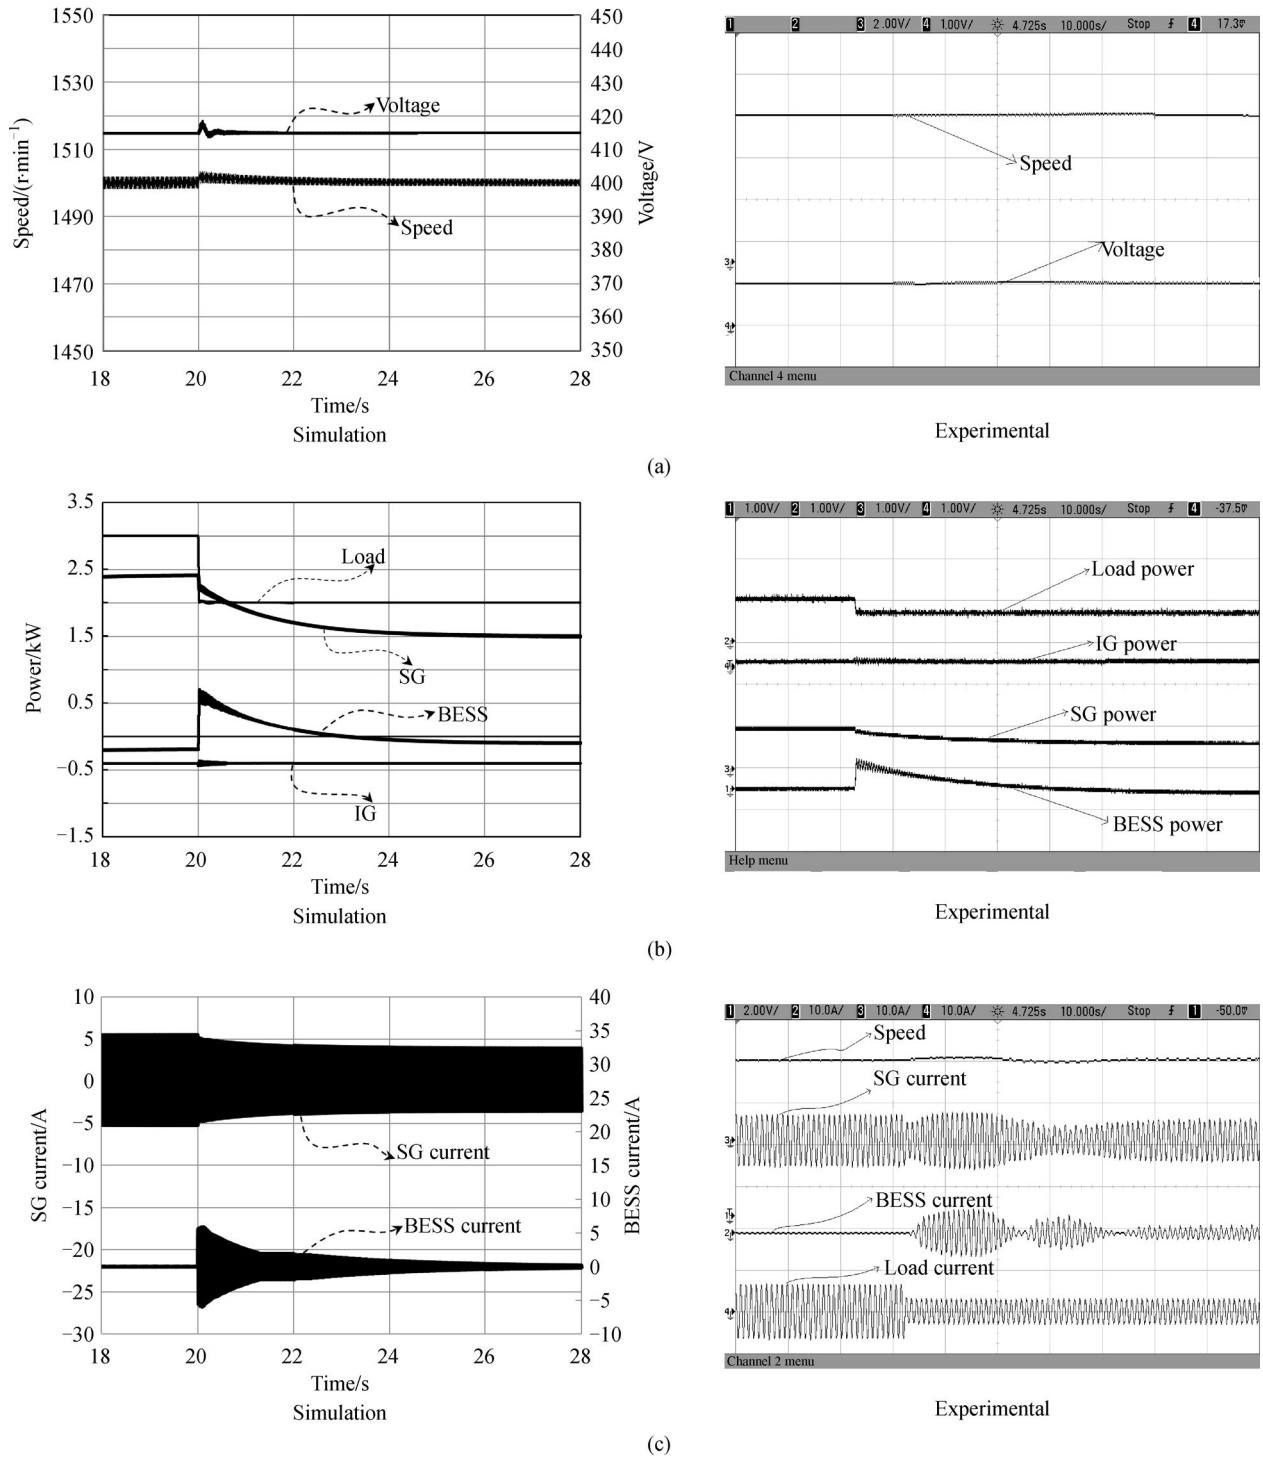 1550
1530
1510
1490
1470
1450
Speed/(r·min⁻¹)
450
440
430
420
410
400
390
380
370
360
350
Voltage/V
Voltage
Speed
18 20 22 24 26 28
Time/s
Simulation
1 2 3 2.00V/ 4 1.00V/ 4.725s 10.000s/ Stop 4 17.3
Speed
Voltage
Channel 4 menu
Experimental
(a)
3.5
2.5
1.5
0.5
−0.5
−1.5
Power/kW
Load
SG
BESS
IG
18 20 22 24 26 28
Time/s
Simulation
1 1.00V/ 2 1.00V/ 3 1.00V/ 4 1.00V/ 4.725s 10.000s/ Stop 4 -37.5
Load power
IG power
SG power
BESS power
Help menu
Experimental
(b)
10
5
0
−5
−10
−15
−20
−25
−30
SG current/A
40
35
30
25
20
15
10
5
0
−5
−10
BESS current/A
SG current
BESS current
18 20 22 24 26 28
Time/s
Simulation
1 2.00V/ 2 10.0A/ 3 10.0A/ 4 10.0A/ 4.725s 10.000s/ Stop 1 -50.0
Speed
SG current
BESS current
Load current
Channel 2 menu
Experimental
(c)